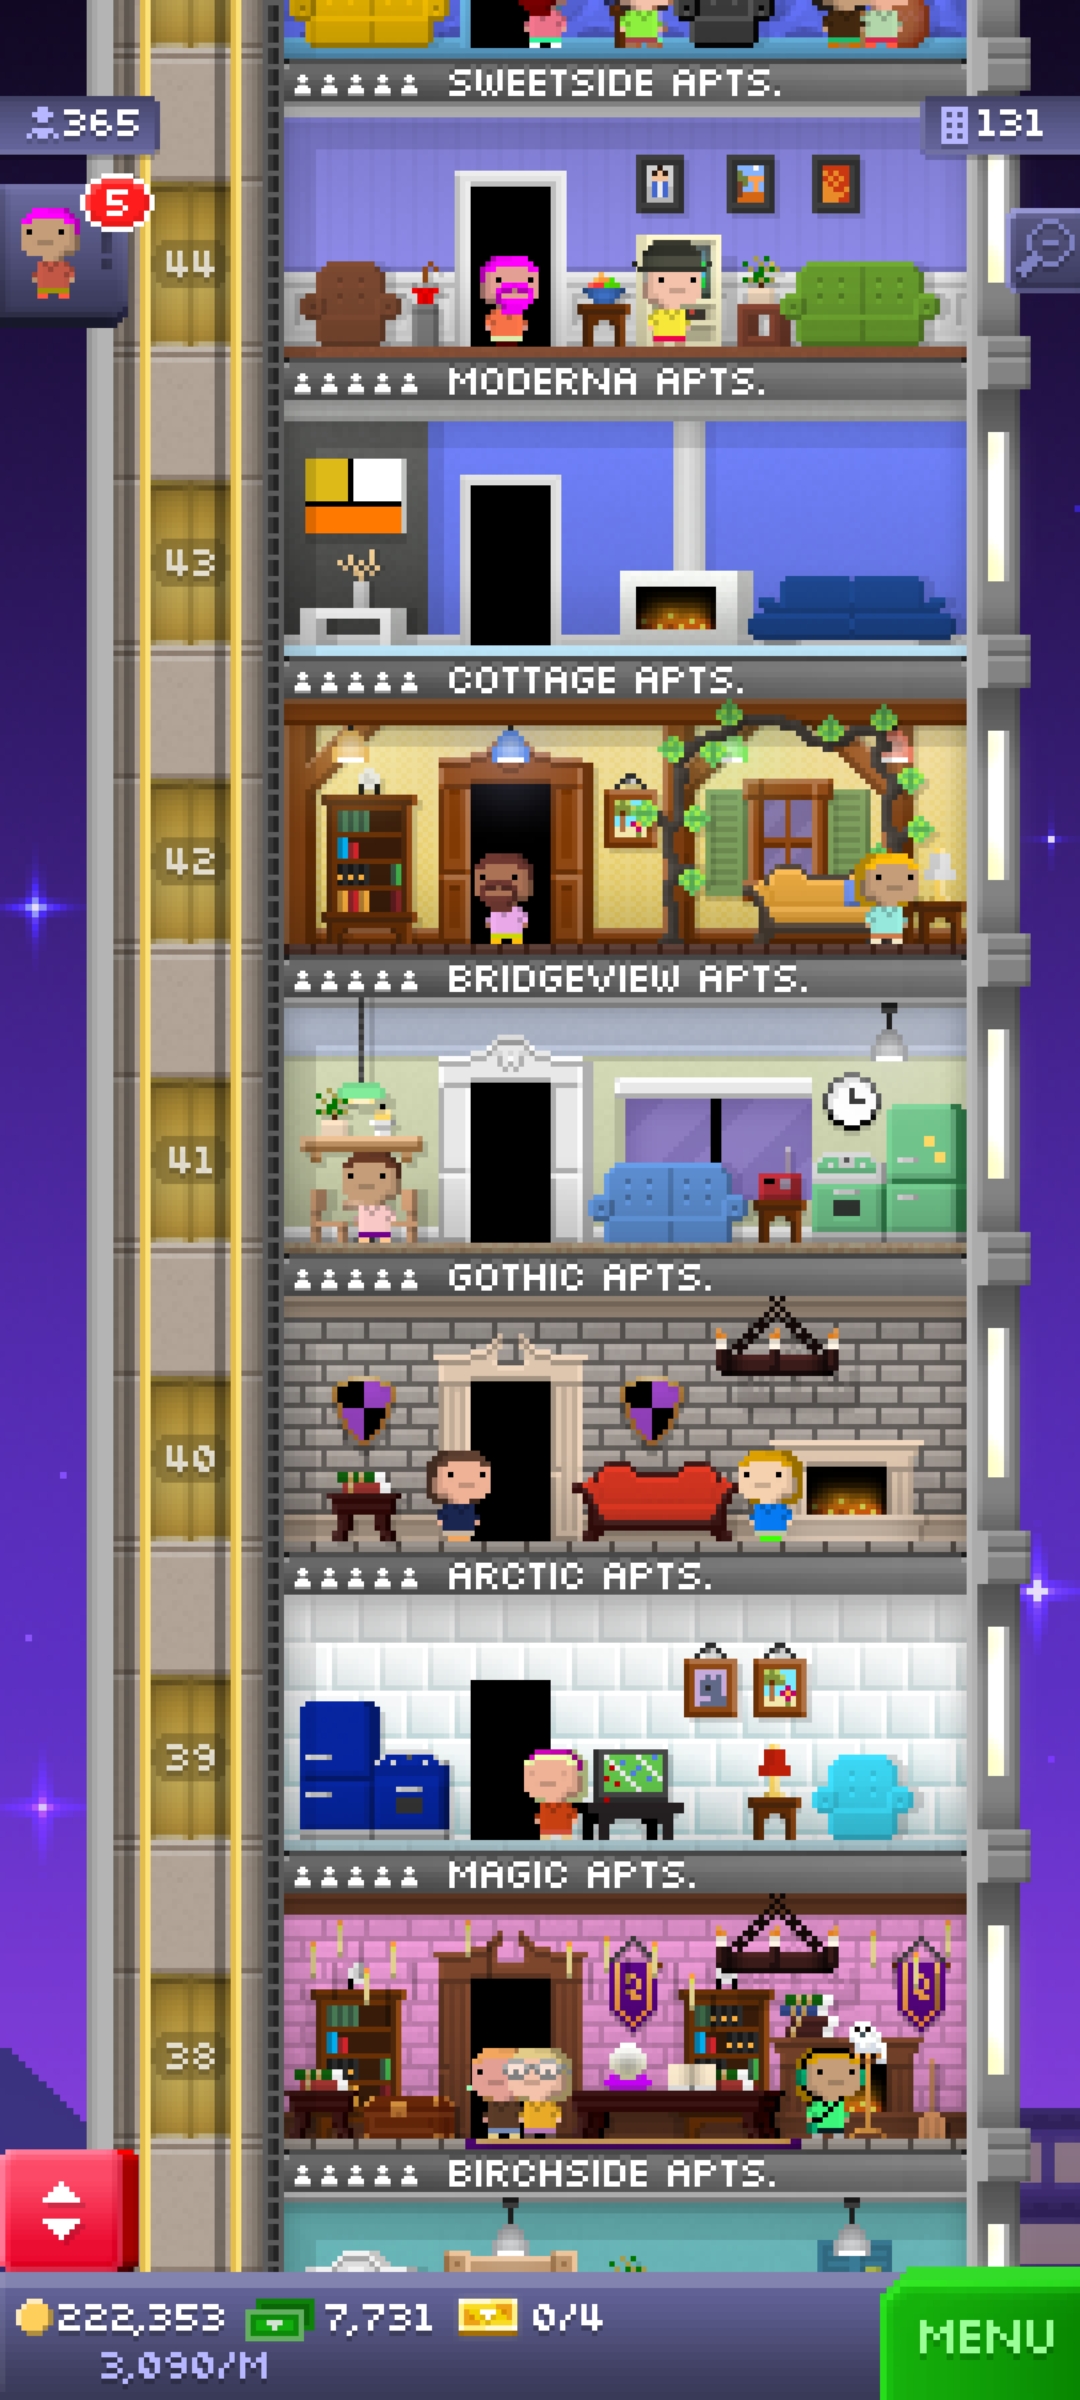 SWEETSIDE APTS.
365
131
5
44
MODERNA APTS.
43
COTTAGE APTS.
42
BRIDGEVIEW APTS.
41
GOTHIC APTS.
40
ARCTIC APTS.
39
MAGIC APTS.
38
BIRCHSIDE APTS.
222,353 7,731 0/4
3,090/M
MENU